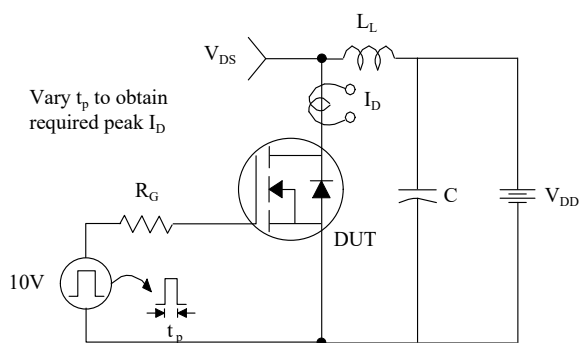 L_L
V_DS
Vary t_p to obtain
required peak I_D
I_D
R_G
C
V_DD
DUT
10V
t_p